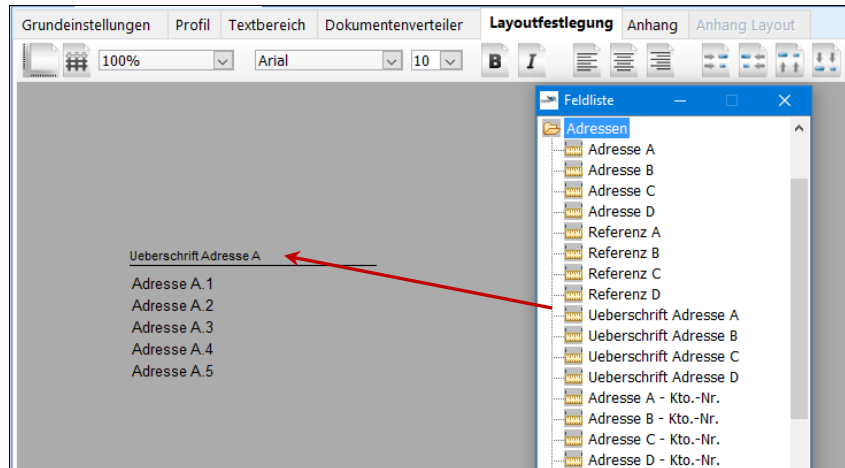 Grundeinstellungen Profil Textbereich Dokumentenverteiler Layoutfestlegung Anhang Anhang Layout
100% Arial 10 B I
Feldliste
Adressen
Adresse A
Adresse B
Adresse C
Adresse D
Referenz A
Referenz B
Referenz C
Referenz D
Ueberschrift Adresse A
Ueberschrift Adresse B
Ueberschrift Adresse C
Ueberschrift Adresse D
Adresse A - Kto.-Nr.
Adresse B - Kto.-Nr.
Adresse C - Kto.-Nr.
Adresse D - Kto.-Nr.
Ueberschrift Adresse A
Adresse A.1
Adresse A.2
Adresse A.3
Adresse A.4
Adresse A.5